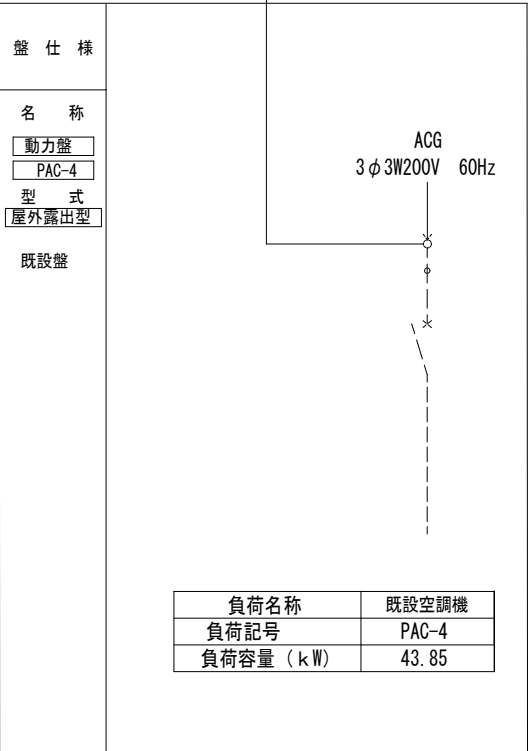 盤 仕 様
名 称
動力盤
PAC-4
型 式
屋外露出型
既設盤
ACG
3φ3W200V 60Hz
負荷名称 既設空調機
負荷記号 PAC-4
負荷容量（kW) 43.85